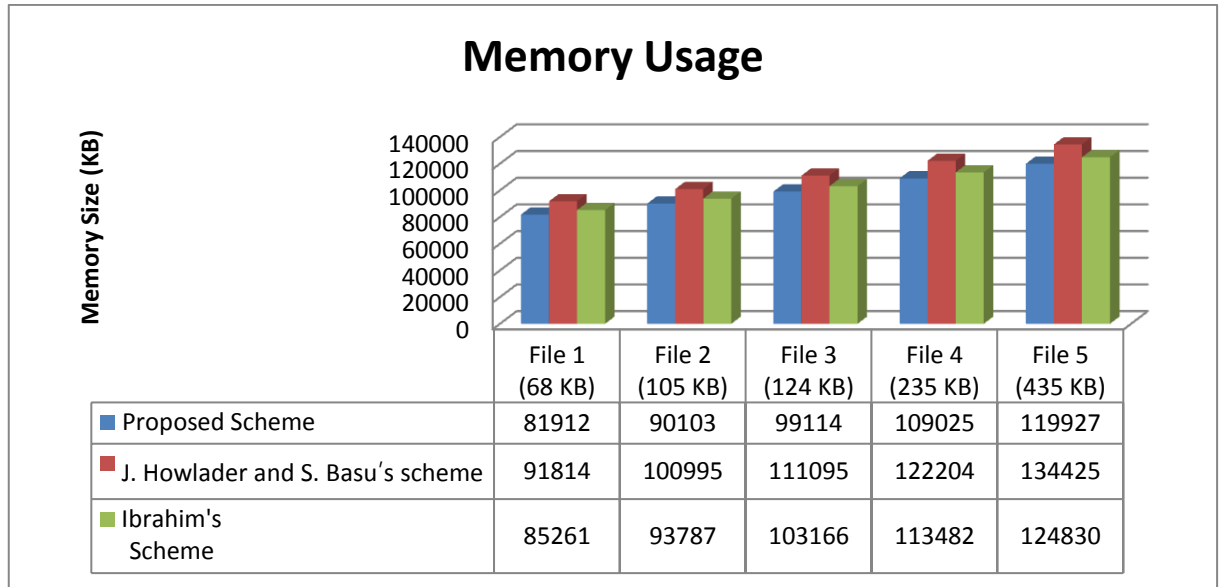 Memory Usage
Memory Size (KB)
140000
120000
100000
80000
60000
40000
20000
0
File 1 File 2 File 3 File 4 File 5
(68 KB) (105 KB) (124 KB) (235 KB) (435 KB)
Proposed Scheme 81912 90103 99114 109025 119927
J. Howlader and S. Basu′s scheme 91814 100995 111095 122204 134425
Ibrahim's
Scheme 85261 93787 103166 113482 124830